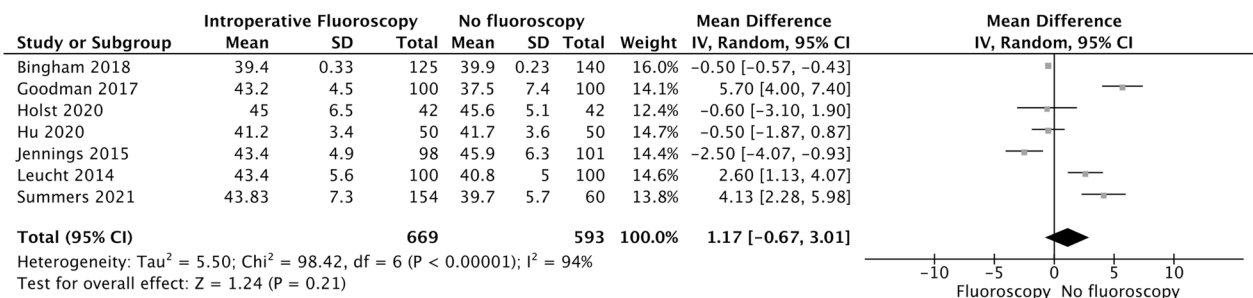 Introperative Fluoroscopy No fluoroscopy Mean Difference Mean Difference
Study or Subgroup Mean SD Total Mean SD Total Weight IV, Random, 95% CI IV, Random, 95% CI
Bingham 2018 39.4 0.33 125 39.9 0.23 140 16.0% −0.50 [−0.57, −0.43]
Goodman 2017 43.2 4.5 100 37.5 7.4 100 14.1% 5.70 [4.00, 7.40]
Holst 2020 45 6.5 42 45.6 5.1 42 12.4% −0.60 [−3.10, 1.90]
Hu 2020 41.2 3.4 50 41.7 3.6 50 14.7% −0.50 [−1.87, 0.87]
Jennings 2015 43.4 4.9 98 45.9 6.3 101 14.4% −2.50 [−4.07, −0.93]
Leucht 2014 43.4 5.6 100 40.8 5 100 14.6% 2.60 [1.13, 4.07]
Summers 2021 43.83 7.3 154 39.7 5.7 60 13.8% 4.13 [2.28, 5.98]
Total (95% CI) 669 593 100.0% 1.17 [−0.67, 3.01]
Heterogeneity: Tau² = 5.50; Chi² = 98.42, df = 6 (P < 0.00001); I² = 94%
Test for overall effect: Z = 1.24 (P = 0.21)
−10 −5 0 5 10
Fluoroscopy No fluoroscopy